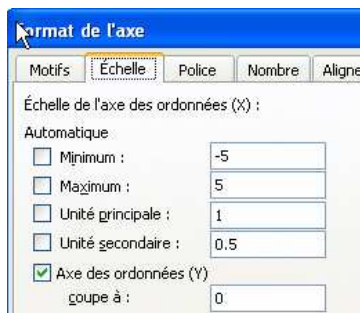 Format de l'axe
Motifs Échelle Police Nombre Aligne
Échelle de l'axe des ordonnées (X) :
Automatique
Minimum : -5
Maximum : 5
Unité principale : 1
Unité secondaire : 0.5
Axe des ordonnées (Y)
coupe à : 0